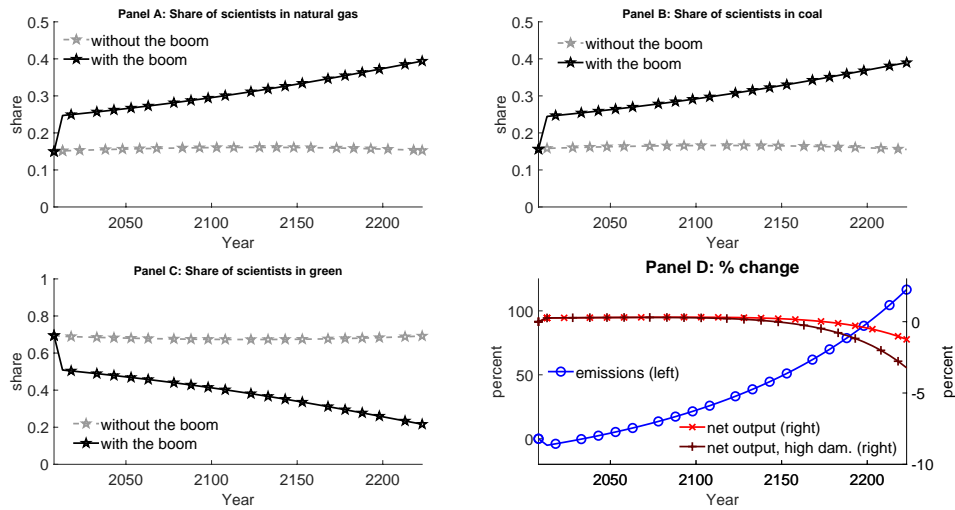 Panel A: Share of scientists in natural gas
0.5
0.4
0.3
0.2
0.1
0
share
without the boom
with the boom
2050 2100 2150 2200
Year
Panel B: Share of scientists in coal
0.5
0.4
0.3
0.2
0.1
0
share
without the boom
with the boom
2050 2100 2150 2200
Year
Panel C: Share of scientists in green
1
0.8
0.6
0.4
0.2
0
share
without the boom
with the boom
2050 2100 2150 2200
Year
Panel D: % change
100
50
0
percent
emissions (left)
net output (right)
net output, high dam. (right)
0
-5
-10
percent
2050 2100 2150 2200
Year